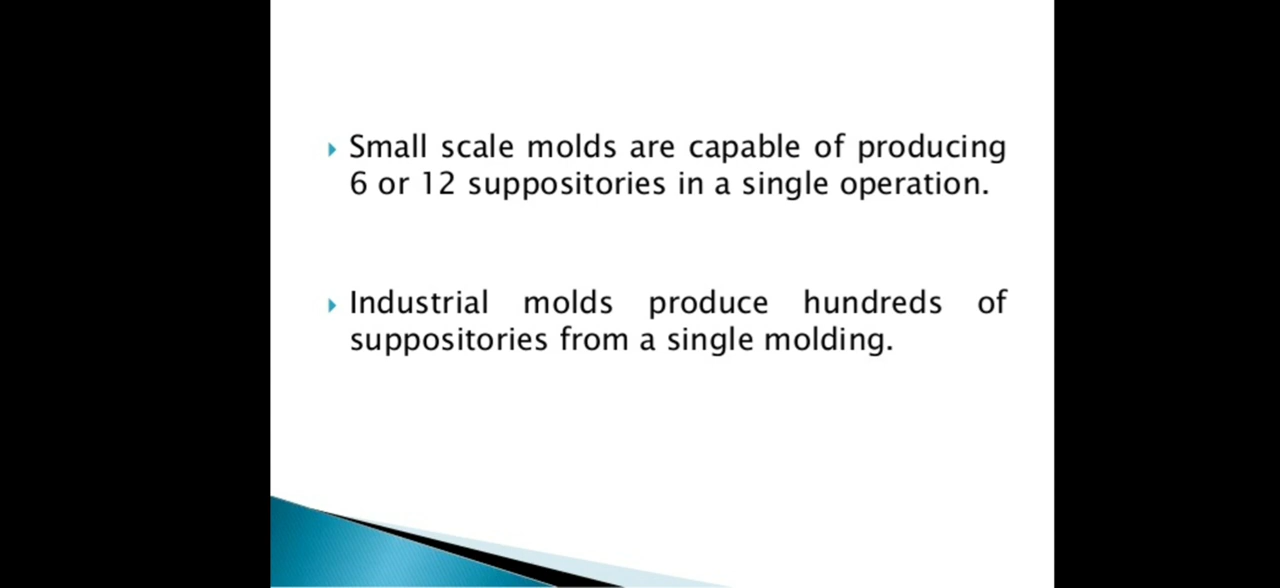 Small scale molds are capable of producing
6 or 12 suppositories in a single operation.
Industrial molds produce hundreds of
suppositories from a single molding.